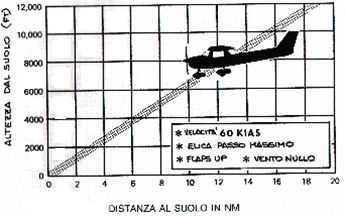 ALTEZZA DAL SUOLO (FT)
12,000
10,000
8000
6000
4000
2000
0
* VELOCITA' 60 KIAS
* ELICA PASSO MASSIMO
* FLAPS UP * VENTO NULLO
0 2 4 6 8 10 12 14 16 18 20
DISTANZA AL SUOLO IN NM